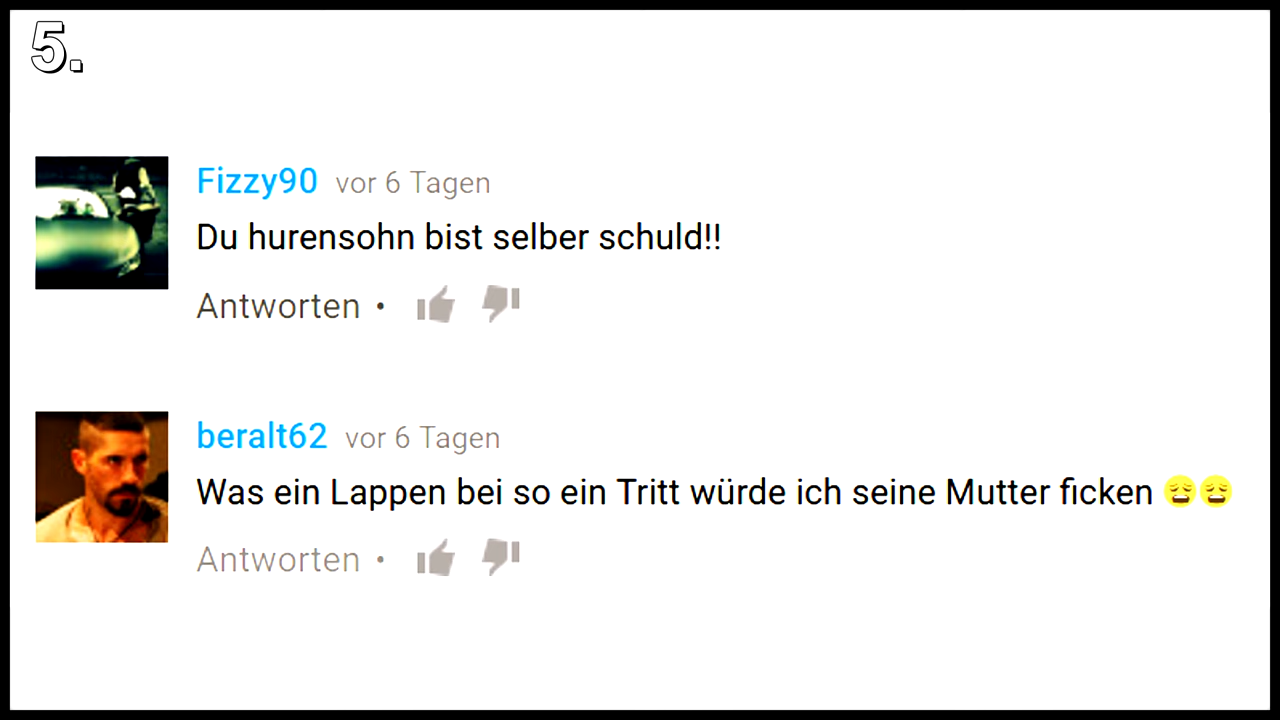 5.
Fizzy90 vor 6 Tagen
Du hurensohn bist selber schuld!!
Antworten •
beralt62 vor 6 Tagen
Was ein Lappen bei so ein Tritt würde ich seine Mutter ficken 😩😩
Antworten •